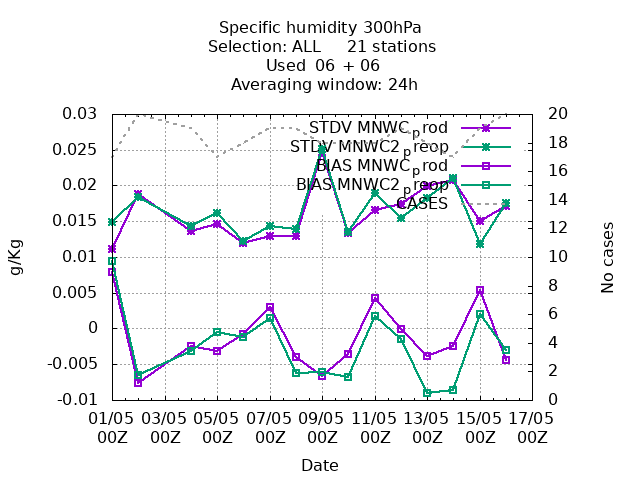 Specific humidity 300hPa
Selection: ALL     21 stations
Used  06 + 06
Averaging window: 24h
0.03
0.025
0.02
0.015
0.01
0.005
0
-0.005
-0.01
g/Kg
STDV MNWC_prod
STDV MNWC2_preop
BIAS MNWC_prod
BIAS MNWC2_preop
CASES
20
18
16
14
12
10
8
6
4
2
0
No cases
01/05 03/05 05/05 07/05 09/05 11/05 13/05 15/05 17/05
00Z 00Z 00Z 00Z 00Z 00Z 00Z 00Z 00Z
Date